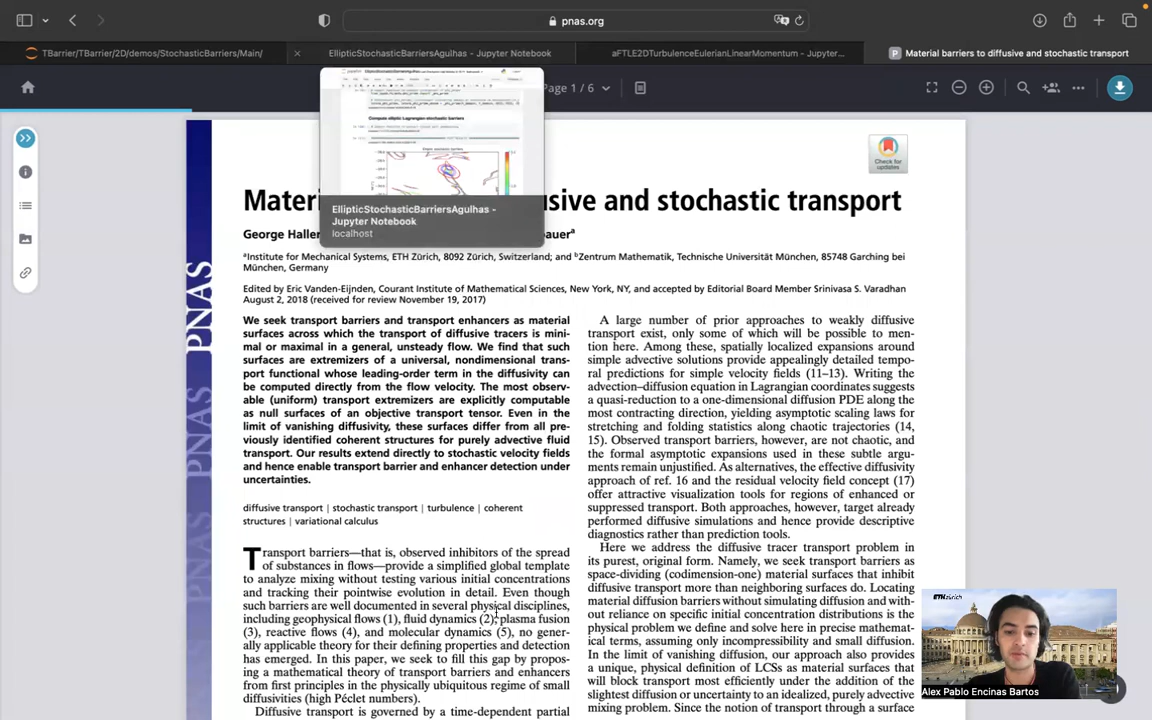 pnas.org
TBarrier/TBarrier/2D/demos/StochasticBarriers/Main/
EllipticStochasticBarriersAgulhas - Jupyter Notebook
aFTLE2DTurbulenceEulerianLinearMomentum - Jupyter...
P Material barriers to diffusive and stochastic transport
Page 1 / 6
Compute elliptic Lagrangian-stochastic barriers
EllipticStochasticBarriersAgulhas -
Jupyter Notebook
localhost
Check for
updates
PNAS
PNAS
PNAS
Mater
usive and stochastic transport
George Haller
bauerᵃ
ᵃInstitute for Mechanical Systems, ETH Zürich, 8092 Zürich, Switzerland; and ᵇZentrum Mathematik, Technische Universität München, 85748 Garching bei
München, Germany
Edited by Eric Vanden-Eijnden, Courant Institute of Mathematical Sciences, New York, NY, and accepted by Editorial Board Member Srinivasa S. Varadhan
August 2, 2018 (received for review November 19, 2017)
We seek transport barriers and transport enhancers as material
surfaces across which the transport of diffusive tracers is mini-
mal or maximal in a general, unsteady flow. We find that such
surfaces are extremizers of a universal, nondimensional trans-
port functional whose leading-order term in the diffusivity can
be computed directly from the flow velocity. The most observ-
able (uniform) transport extremizers are explicitly computable
as null surfaces of an objective transport tensor. Even in the
limit of vanishing diffusivity, these surfaces differ from all pre-
viously identified coherent structures for purely advective fluid
transport. Our results extend directly to stochastic velocity fields
and hence enable transport barrier and enhancer detection under
uncertainties.
diffusive transport | stochastic transport | turbulence | coherent
structures | variational calculus
Transport barriers—that is, observed inhibitors of the spread
of substances in flows—provide a simplified global template
to analyze mixing without testing various initial concentrations
and tracking their pointwise evolution in detail. Even though
such barriers are well documented in several physical disciplines,
including geophysical flows (1), fluid dynamics (2), plasma fusion
(3), reactive flows (4), and molecular dynamics (5), no gener-
ally applicable theory for their defining properties and detection
has emerged. In this paper, we seek to fill this gap by propos-
ing a mathematical theory of transport barriers and enhancers
from first principles in the physically ubiquitous regime of small
diffusivities (high Péclet numbers).
Diffusive transport is governed by a time-dependent partial
A large number of prior approaches to weakly diffusive
transport exist, only some of which will be possible to men-
tion here. Among these, spatially localized expansions around
simple advective solutions provide appealingly detailed tempo-
ral predictions for simple velocity fields (11–13). Writing the
advection–diffusion equation in Lagrangian coordinates suggests
a quasi-reduction to a one-dimensional diffusion PDE along the
most contracting direction, yielding asymptotic scaling laws for
stretching and folding statistics along chaotic trajectories (14,
15). Observed transport barriers, however, are not chaotic, and
the formal asymptotic expansions used in these subtle argu-
ments remain unjustified. As alternatives, the effective diffusivity
approach of ref. 16 and the residual velocity field concept (17)
offer attractive visualization tools for regions of enhanced or
suppressed transport. Both approaches, however, target already
performed diffusive simulations and hence provide descriptive
diagnostics rather than prediction tools.
Here we address the diffusive tracer transport problem in
its purest, original form. Namely, we seek transport barriers as
space-dividing (codimension-one) material surfaces that inhibit
diffusive transport more than neighboring surfaces do. Locating
material diffusion barriers without simulating diffusion and with-
out reliance on specific initial concentration distributions is the
physical problem we define and solve here in precise mathemat-
ical terms, assuming only incompressibility and small diffusion.
In the limit of vanishing diffusion, our approach also provides
a unique, physical definition of LCSs as material surfaces that
will block transport most efficiently under the addition of the
slightest diffusion or uncertainty to an idealized, purely advective
mixing problem. Since the notion of transport through a surface
ETH zürich
Alex Pablo Encinas Bartos